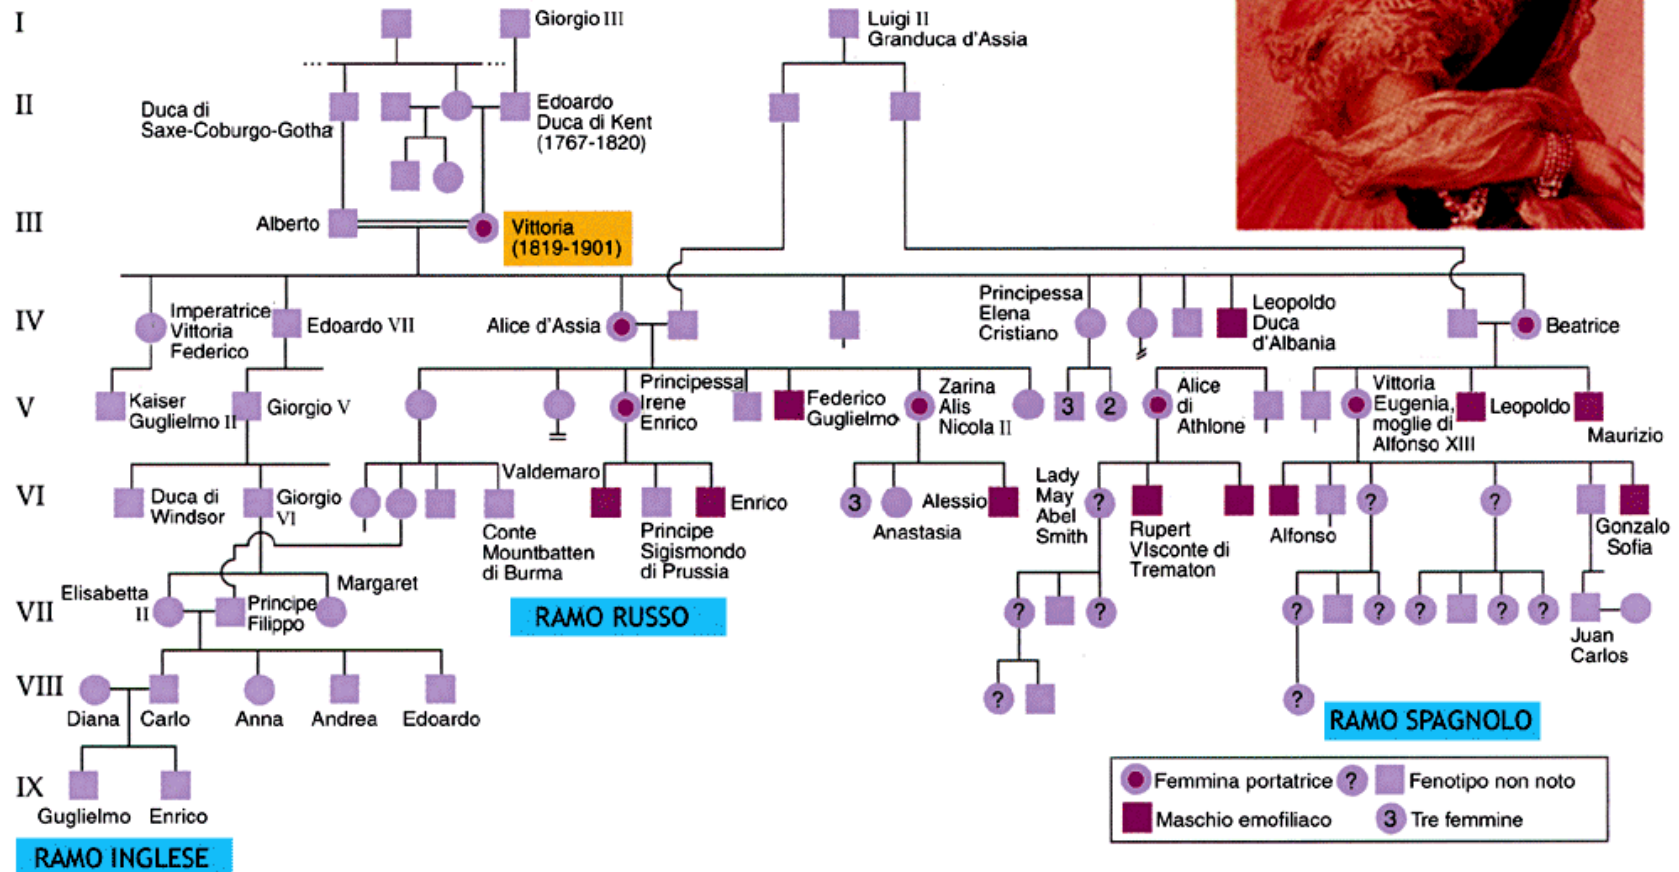 I
Giorgio III
Luigi II
Granduca d'Assia
II
Duca di
Saxe-Coburgo-Gotha
Edoardo
Duca di Kent
(1767-1820)
III
Alberto
Vittoria
(1819-1901)
IV
Imperatrice
Vittoria
Federico
Edoardo VII
Alice d'Assia
Principessa
Elena
Cristiano
Leopoldo
Duca
d'Albania
Beatrice
V
Kaiser
Guglielmo II
Giorgio V
Principessa
Irene
Enrico
Federico
Guglielmo
Zarina
Alis
Nicola II
3
2
Alice
di
Athlone
Vittoria
Eugenia,
moglie di
Alfonso XIII
Leopoldo
Maurizio
VI
Duca di
Windsor
Giorgio
VI
Conte
Mountbatten
di Burma
Valdemaro
Principe
Sigismondo
di Prussia
Enrico
3
Anastasia
Alessio
Lady
May
Abel
Smith
?
Rupert
VIsconte di
Trematon
Alfonso
?
?
Gonzalo
Sofia
VII
Elisabetta
II
Principe
Filippo
Margaret
RAMO RUSSO
?
?
?
?
?
?
?
Juan
Carlos
VIII
Diana
Carlo
Anna
Andrea
Edoardo
?
?
RAMO SPAGNOLO
IX
Guglielmo
Enrico
RAMO INGLESE
Femmina portatrice
?
Fenotipo non noto
Maschio emofiliaco
3
Tre femmine